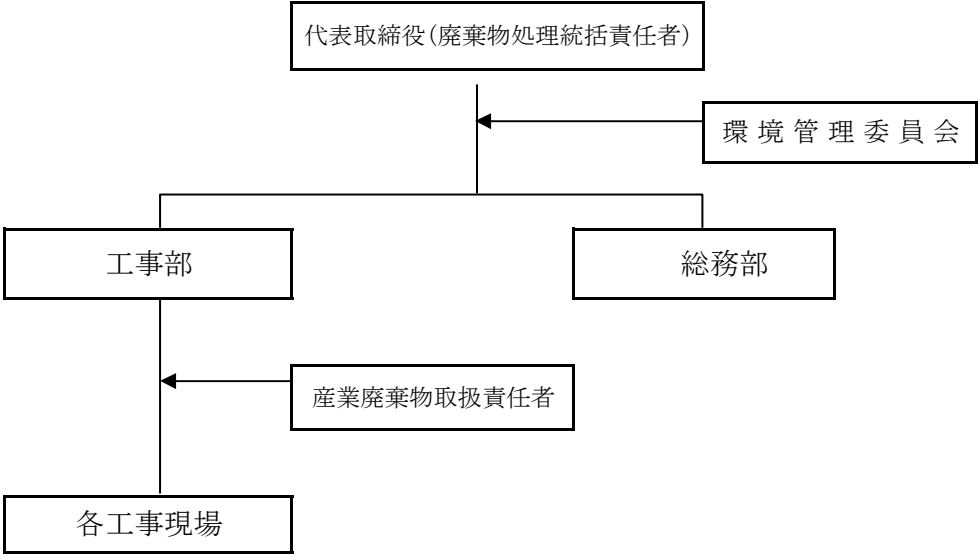 代表取締役(廃棄物処理統括責任者)
環境管理委員会
工事部
総務部
産業廃棄物取扱責任者
各工事現場